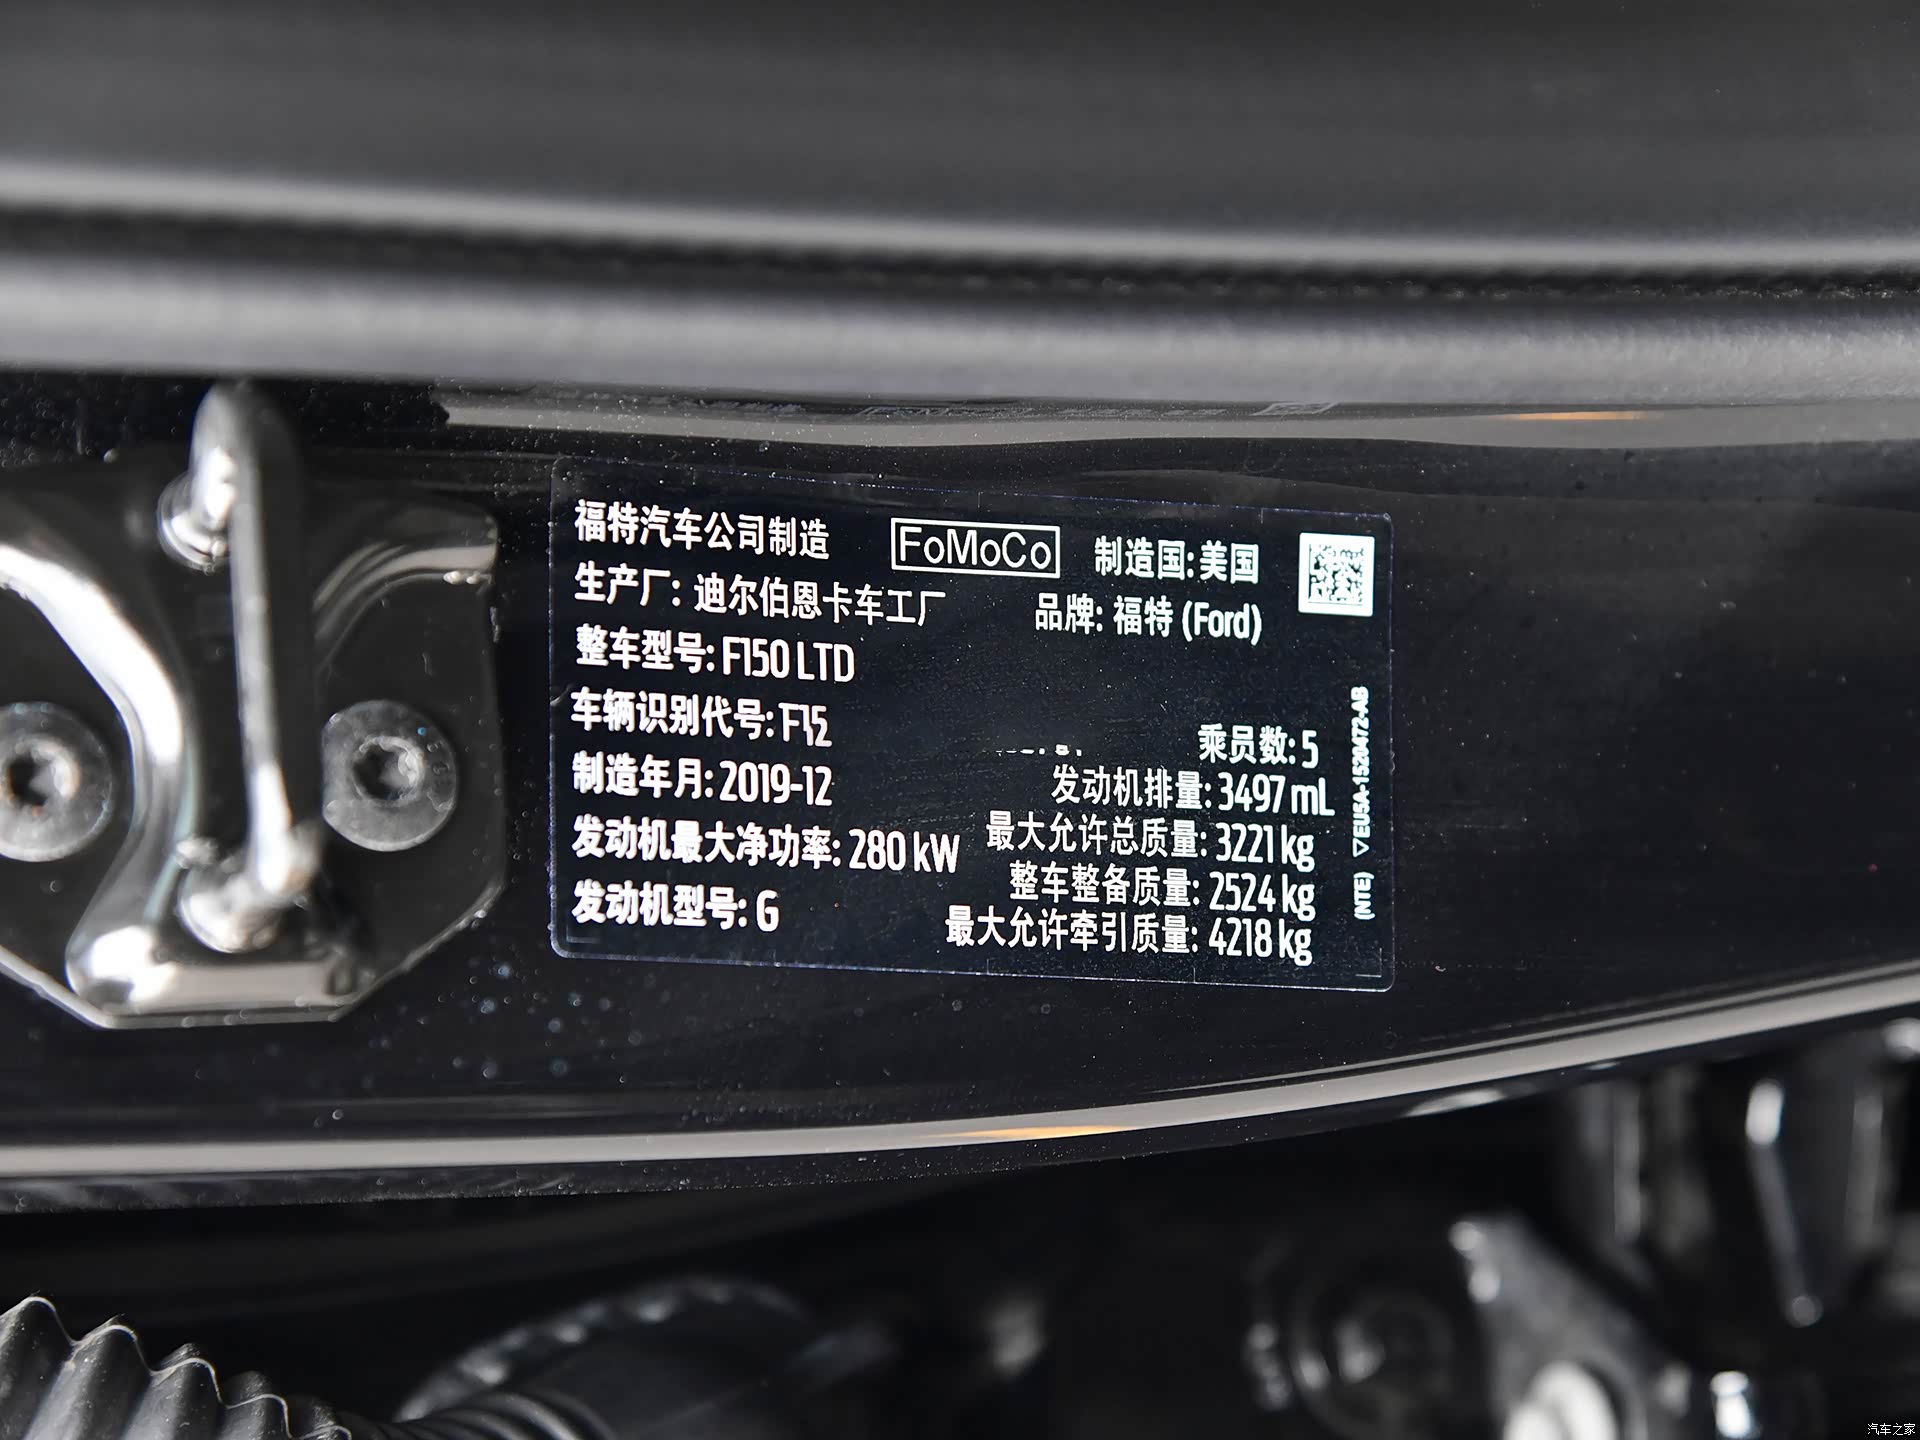 福特汽车公司制造 FoMoCo 制造国: 美国
生产厂: 迪尔伯恩卡车工厂 品牌: 福特 (Ford)
整车型号: F150 LTD
车辆识别代号: F15 乘员数: 5
制造年月: 2019-12 发动机排量: 3497 mL
发动机最大净功率: 280 kW 最大允许总质量: 3221 kg
整车整备质量: 2524 kg
发动机型号: G 最大允许牵引质量: 4218 kg
(NTE) ▽EU5A-1520472-AB
汽车之家